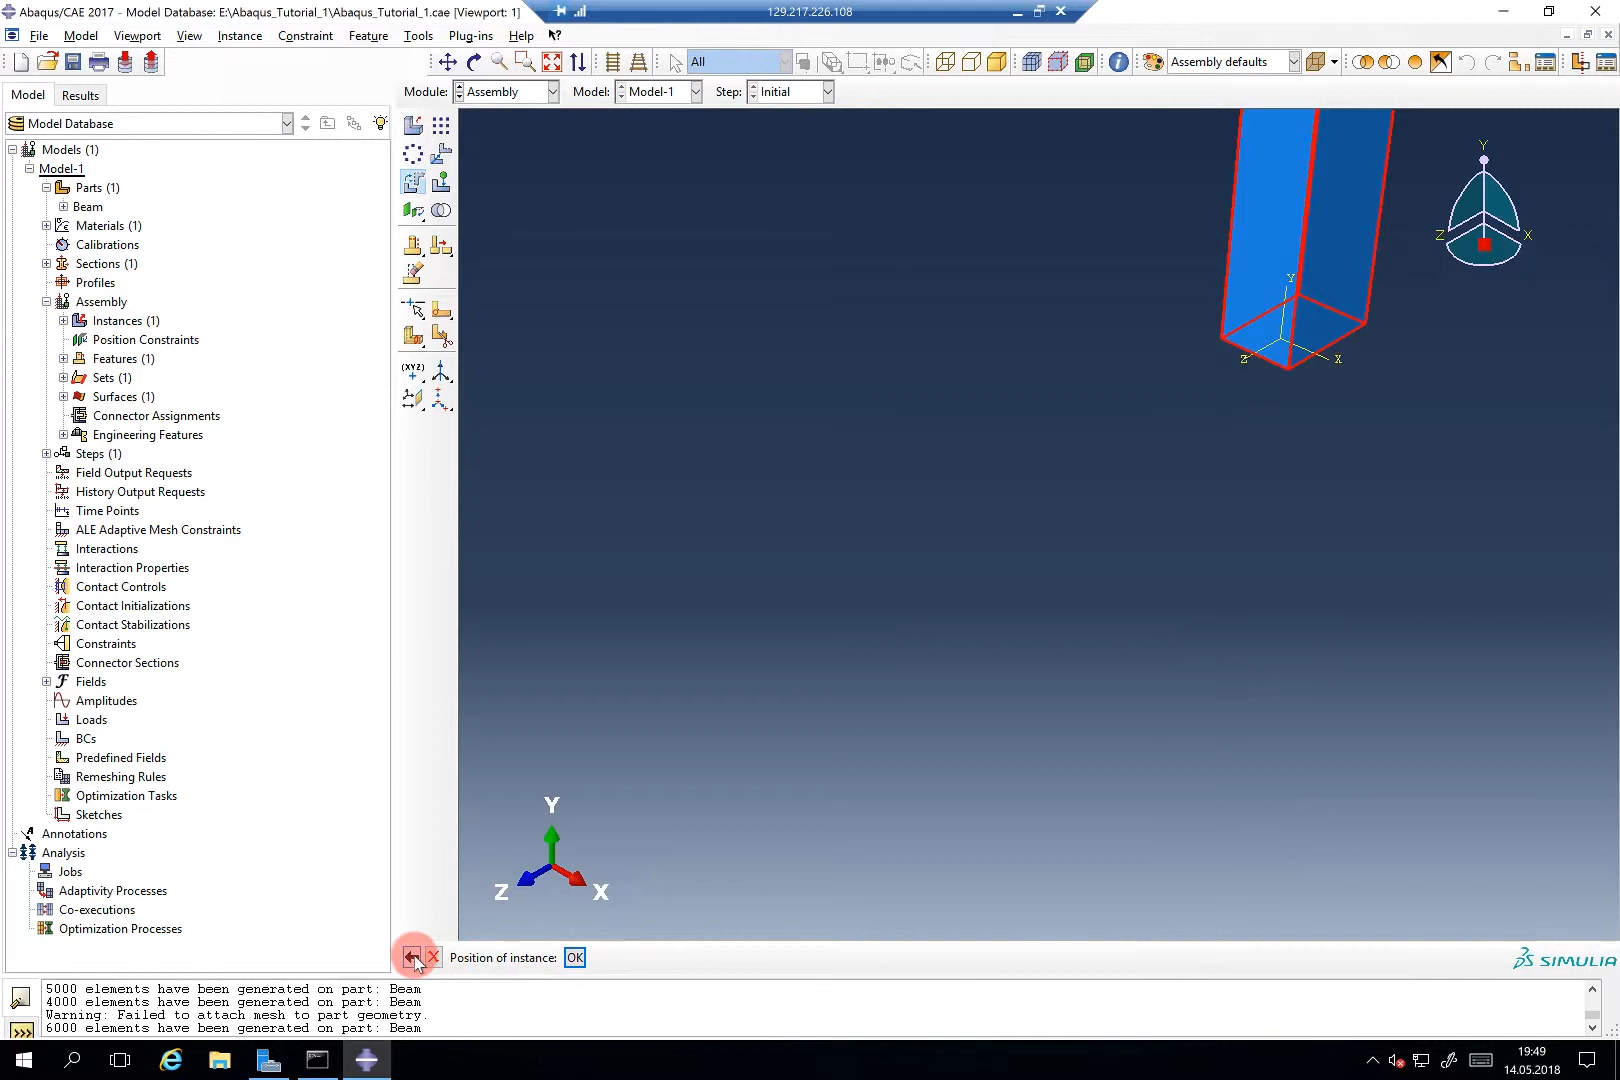 Abaqus/CAE 2017 - Model Database: E:\Abaqus_Tutorial_1\Abaqus_Tutorial_1.cae [Viewport: 1]
129.217.226.108
File Model Viewport View Instance Constraint Feature Tools Plug-ins Help
All
Assembly defaults
Model Results
Module: Assembly Model: Model-1 Step: Initial
Model Database
Models (1)
Model-1
Parts (1)
Beam
Materials (1)
Calibrations
Sections (1)
Profiles
Assembly
Instances (1)
Position Constraints
Features (1)
Sets (1)
Surfaces (1)
Connector Assignments
Engineering Features
Steps (1)
Field Output Requests
History Output Requests
Time Points
ALE Adaptive Mesh Constraints
Interactions
Interaction Properties
Contact Controls
Contact Initializations
Contact Stabilizations
Constraints
Connector Sections
Fields
Amplitudes
Loads
BCs
Predefined Fields
Remeshing Rules
Optimization Tasks
Sketches
Annotations
Analysis
Jobs
Adaptivity Processes
Co-executions
Optimization Processes
(XYZ)
Y
Z X
Y
Z X
Y
Z X
Position of instance: OK
SIMULIA
5000 elements have been generated on part: Beam
4000 elements have been generated on part: Beam
Warning: Failed to attach mesh to part geometry.
6000 elements have been generated on part: Beam
>>>
19:49
14.05.2018